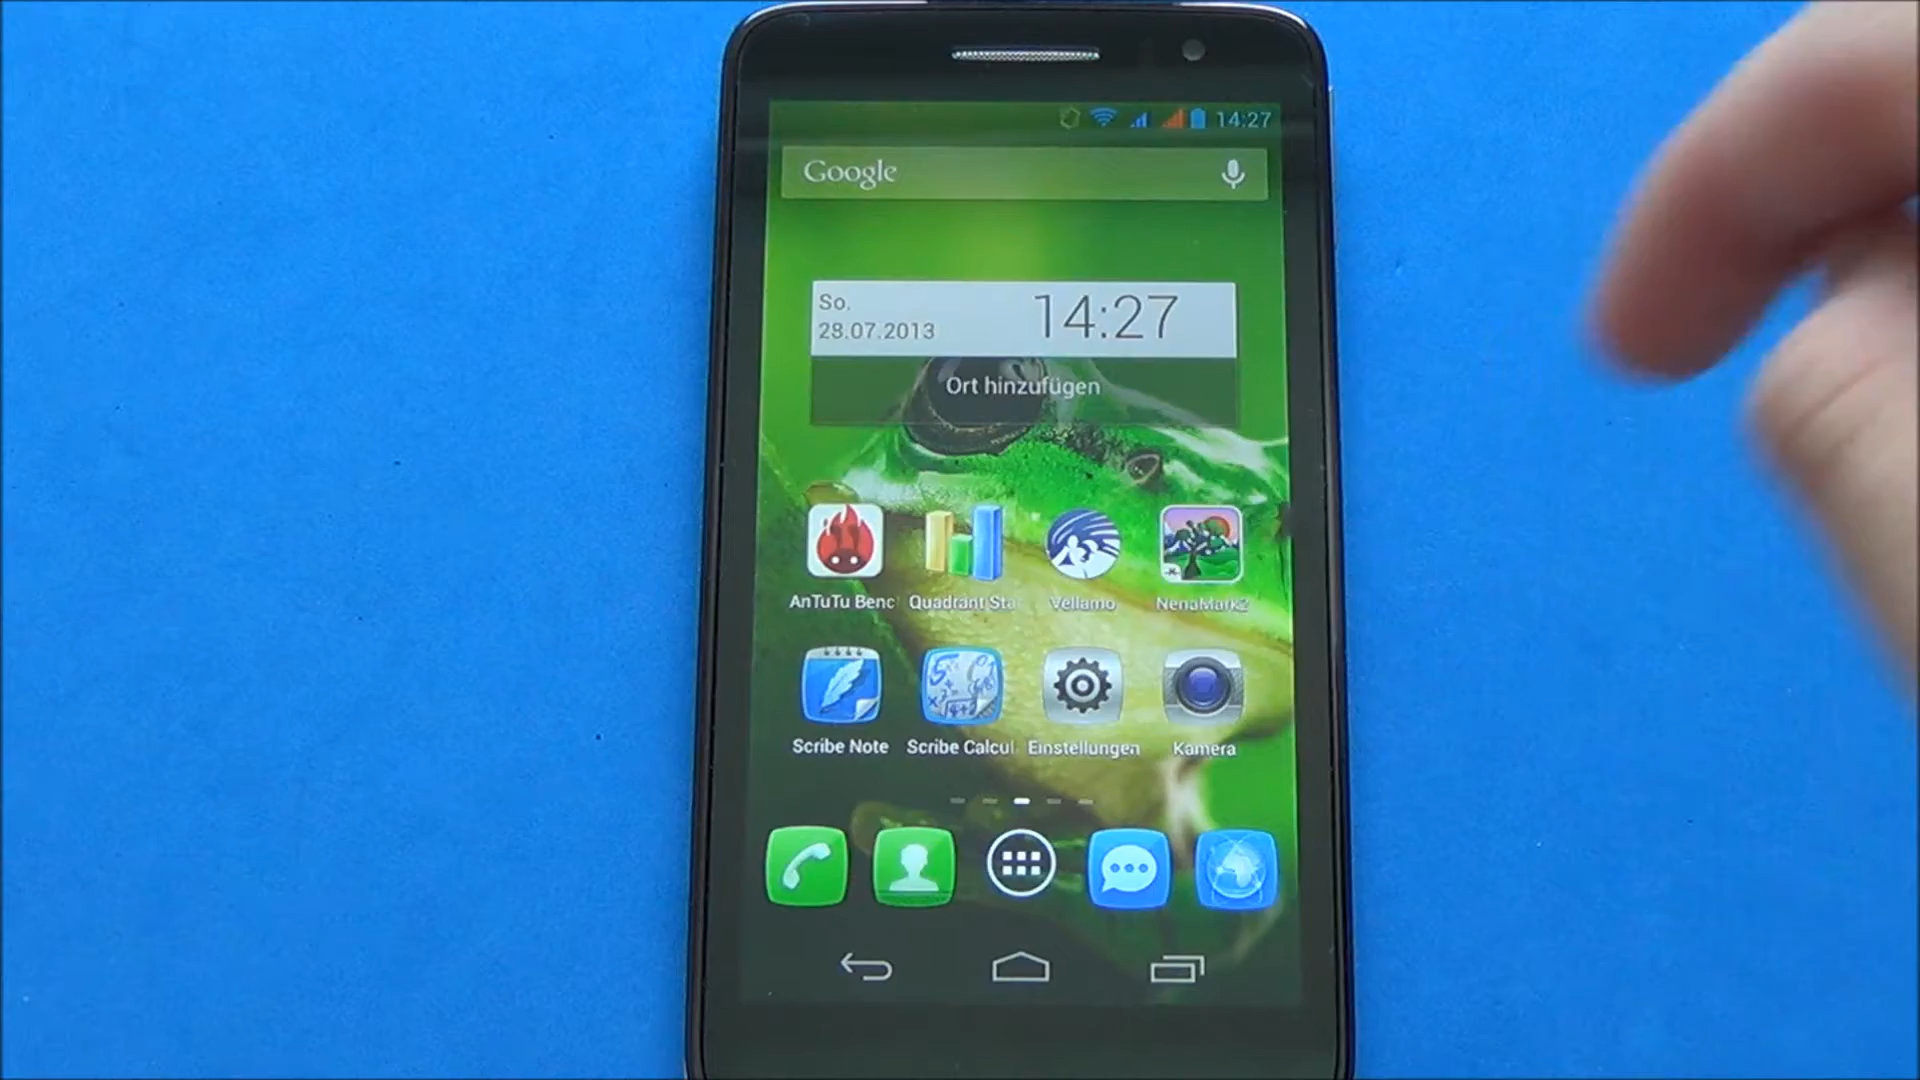 14:27
Google
So.
28.07.2013
14:27
Ort hinzufügen
AnTuTu Benc
Quadrant Sta
Vellamo
NenaMark2
Scribe Note
Scribe Calcul
Einstellungen
Kamera